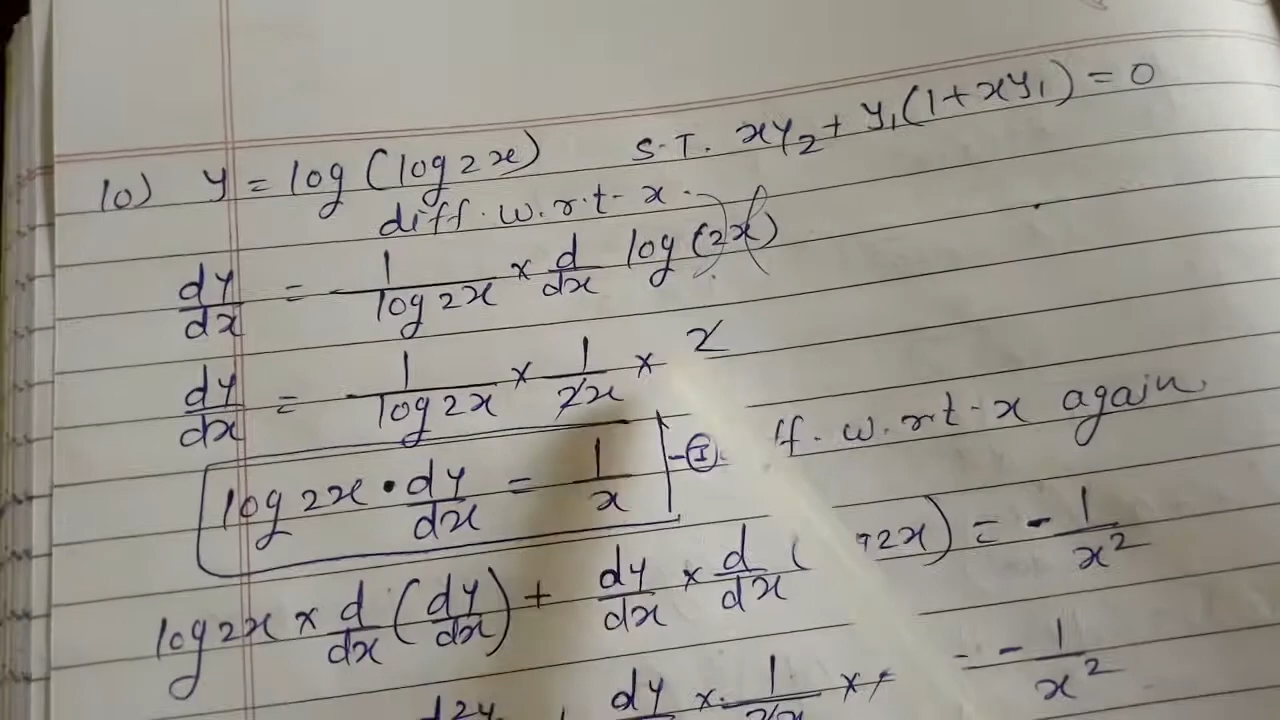 10) y = log (log 2x) S.T. xy₂ + y₁(1+xy₁) = 0
diff. w.r.t. x.
dy/dx = 1/log 2x × d/dx log (2x)
dy/dx = 1/log 2x × 1/2x × 2
log 2x • dy/dx = 1/x -Ⓘ. ff. w.r.t. x again
log 2x × d/dx (dy/dx) + dy/dx × d/dx ( g2x) = - 1/x²
d2y dy/dx × 1/2x × = - 1/x²